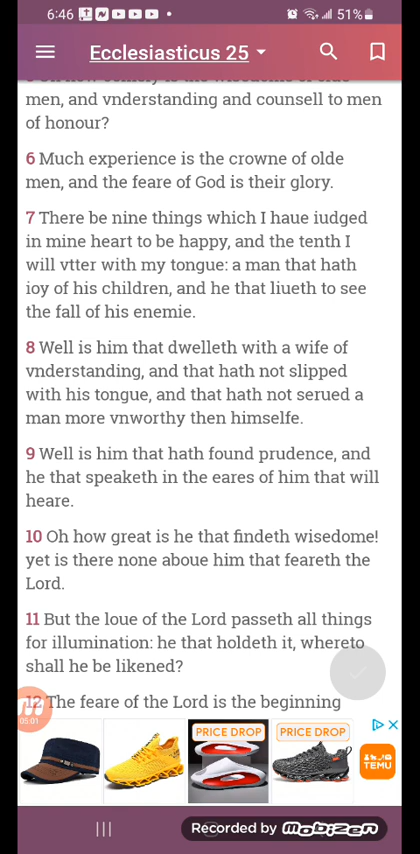 6:46
51%
Ecclesiasticus 25
men, and vnderstanding and counsell to men
of honour?
6 Much experience is the crowne of olde
men, and the feare of God is their glory.
7 There be nine things which I haue iudged
in mine heart to be happy, and the tenth I
will vtter with my tongue: a man that hath
ioy of his children, and he that liueth to see
the fall of his enemie.
8 Well is him that dwelleth with a wife of
vnderstanding, and that hath not slipped
with his tongue, and that hath not serued a
man more vnworthy then himselfe.
9 Well is him that hath found prudence, and
he that speaketh in the eares of him that will
heare.
10 Oh how great is he that findeth wisedome!
yet is there none aboue him that feareth the
Lord.
11 But the loue of the Lord passeth all things
for illumination: he that holdeth it, whereto
shall he be likened?
12 The feare of the Lord is the beginning
05:01
PRICE DROP
PRICE DROP
TEMU
Recorded by mobizen